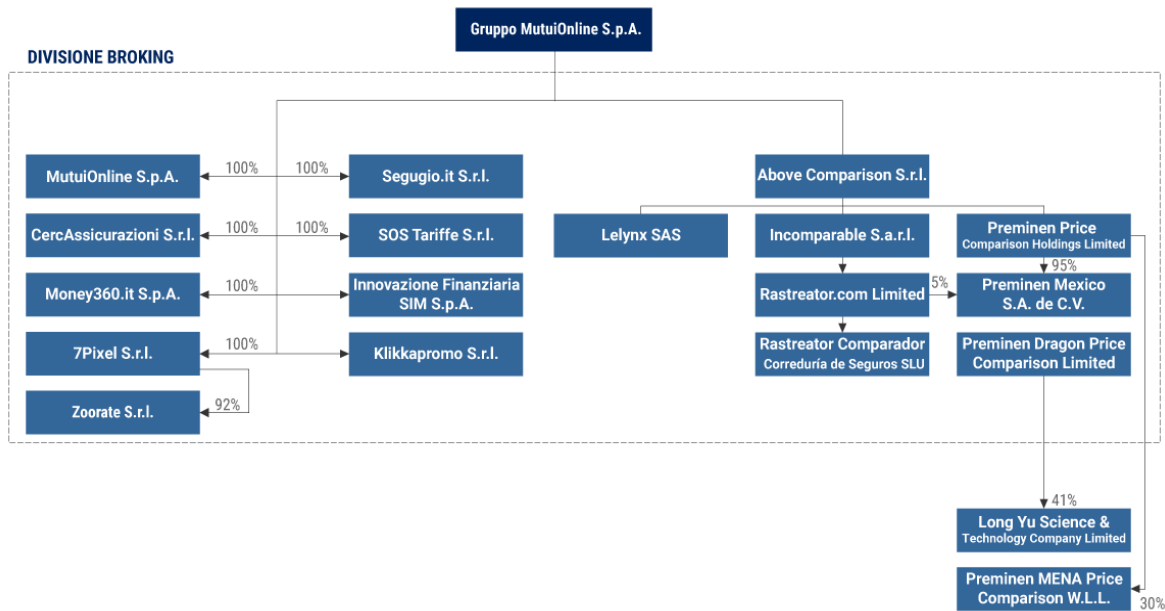 Gruppo MutuiOnline S.p.A.
DIVISIONE BROKING
MutuiOnline S.p.A.
100%
100%
Segugio.it S.r.l.
Above Comparison S.r.l.
CercAssicurazioni S.r.l.
100%
100%
SOS Tariffe S.r.l.
Lelynx SAS
Incomparable S.a.r.l.
Preminen Price
Comparison Holdings Limited
95%
Money360.it S.p.A.
100%
Innovazione Finanziaria
SIM S.p.A.
Rastreator.com Limited
5%
Preminen Mexico
S.A. de C.V.
7Pixel S.r.l.
100%
Klikkapromo S.r.l.
Rastreator Comparador
Correduría de Seguros SLU
Preminen Dragon Price
Comparison Limited
Zoorate S.r.l.
92%
41%
Long Yu Science &
Technology Company Limited
Preminen MENA Price
Comparison W.L.L.
30%